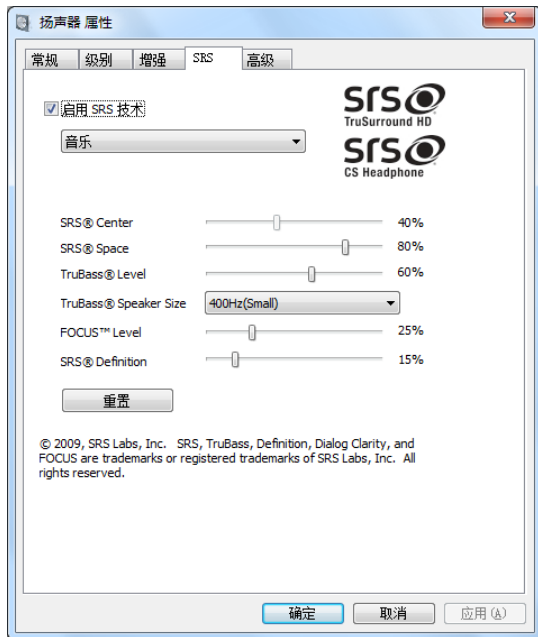 扬声器 属性
常规 级别 增强 SRS 高级
启用 SRS 技术
SRS
TruSurround HD
音乐
SRS
CS Headphone
SRS® Center 40%
SRS® Space 80%
TruBass® Level 60%
TruBass® Speaker Size 400Hz(Small)
FOCUS™ Level 25%
SRS® Definition 15%
重置
© 2009, SRS Labs, Inc. SRS, TruBass, Definition, Dialog Clarity, and
FOCUS are trademarks or registered trademarks of SRS Labs, Inc. All
rights reserved.
确定 取消 应用(A)